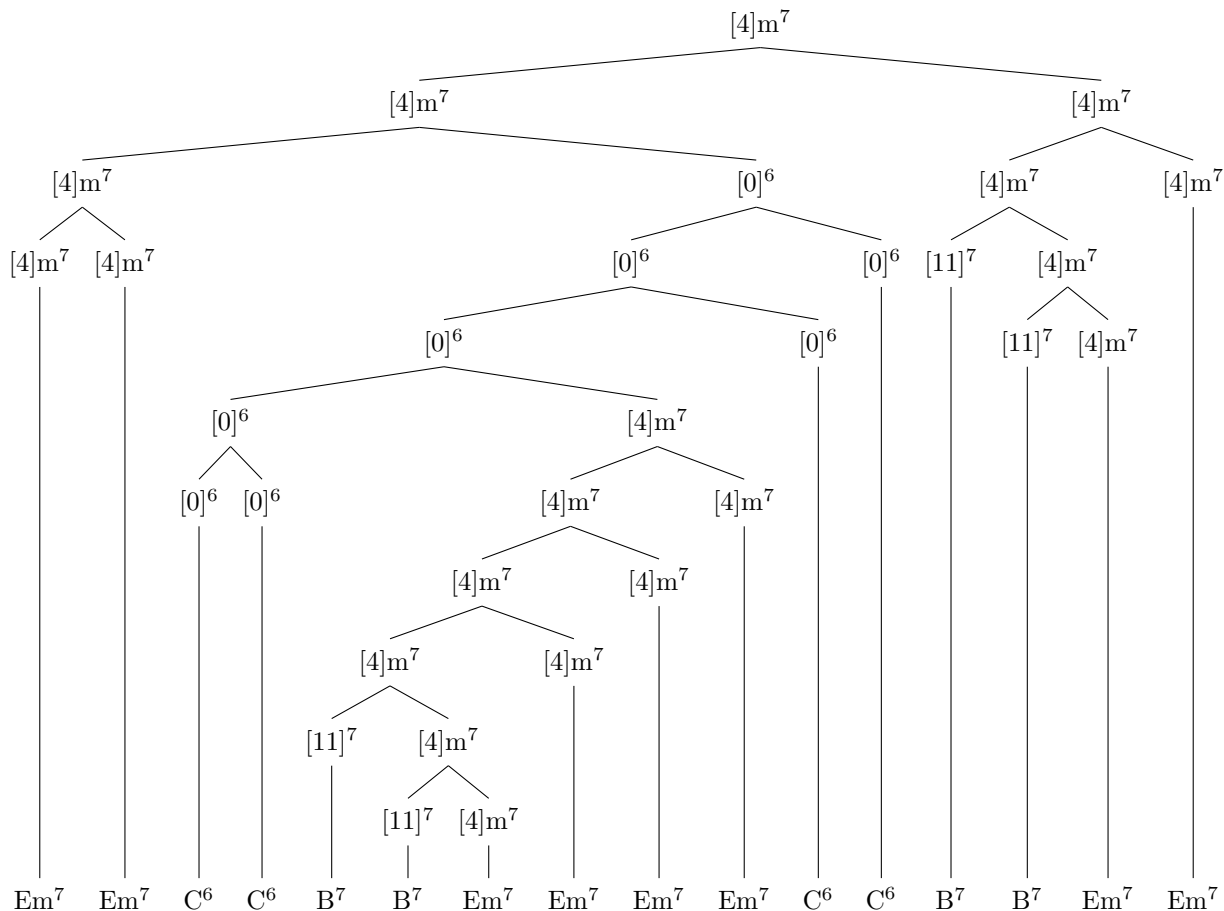 [4]m⁷
[4]m⁷ [4]m⁷
[4]m⁷ [0]⁶ [4]m⁷ [4]m⁷
[4]m⁷ [4]m⁷ [0]⁶ [0]⁶ [11]⁷ [4]m⁷
[0]⁶ [0]⁶ [11]⁷ [4]m⁷
[0]⁶ [4]m⁷
[0]⁶ [0]⁶ [4]m⁷ [4]m⁷
[4]m⁷ [4]m⁷
[4]m⁷ [4]m⁷
[11]⁷ [4]m⁷
[11]⁷ [4]m⁷
Em⁷ Em⁷ C⁶ C⁶ B⁷ B⁷ Em⁷ Em⁷ Em⁷ Em⁷ C⁶ C⁶ B⁷ B⁷ Em⁷ Em⁷